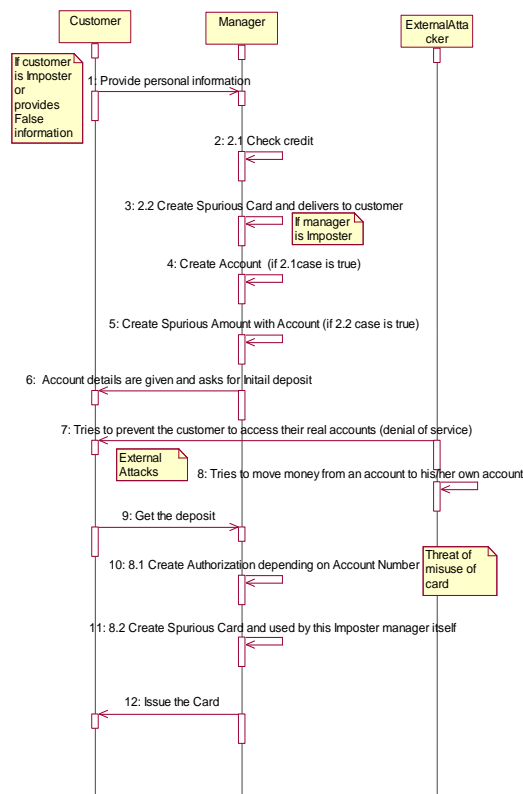 Customer
Manager
ExternalAtta
cker
If customer
is Imposter
or
provides
False
information
1: Provide personal information
2: 2.1 Check credit
3: 2.2 Create Spurious Card and delivers to customer
If manager
is Imposter
4: Create Account (if 2.1case is true)
5: Create Spurious Amount with Account (if 2.2 case is true)
6: Account details are given and asks for Initail deposit
7: Tries to prevent the customer to access their real accounts (denial of service)
External
Attacks
8: Tries to move money from an account to his/her own account
9: Get the deposit
10: 8.1 Create Authorization depending on Account Number
Threat of
misuse of
card
11: 8.2 Create Spurious Card and used by this Imposter manager itself
12: Issue the Card